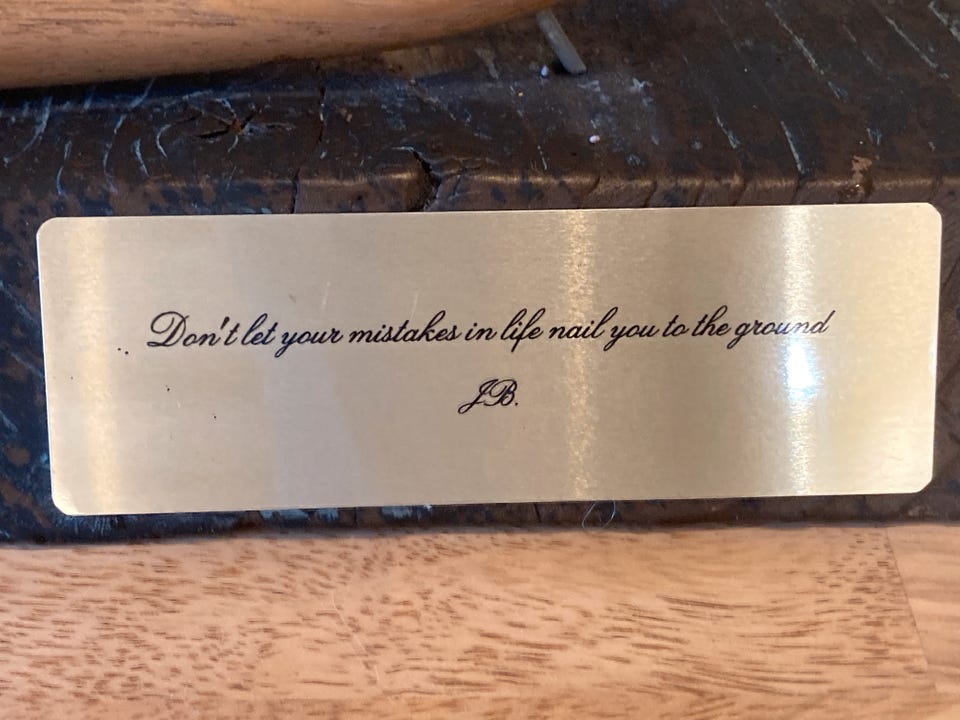 Don't let your mistakes in life nail you to the ground
J.B.